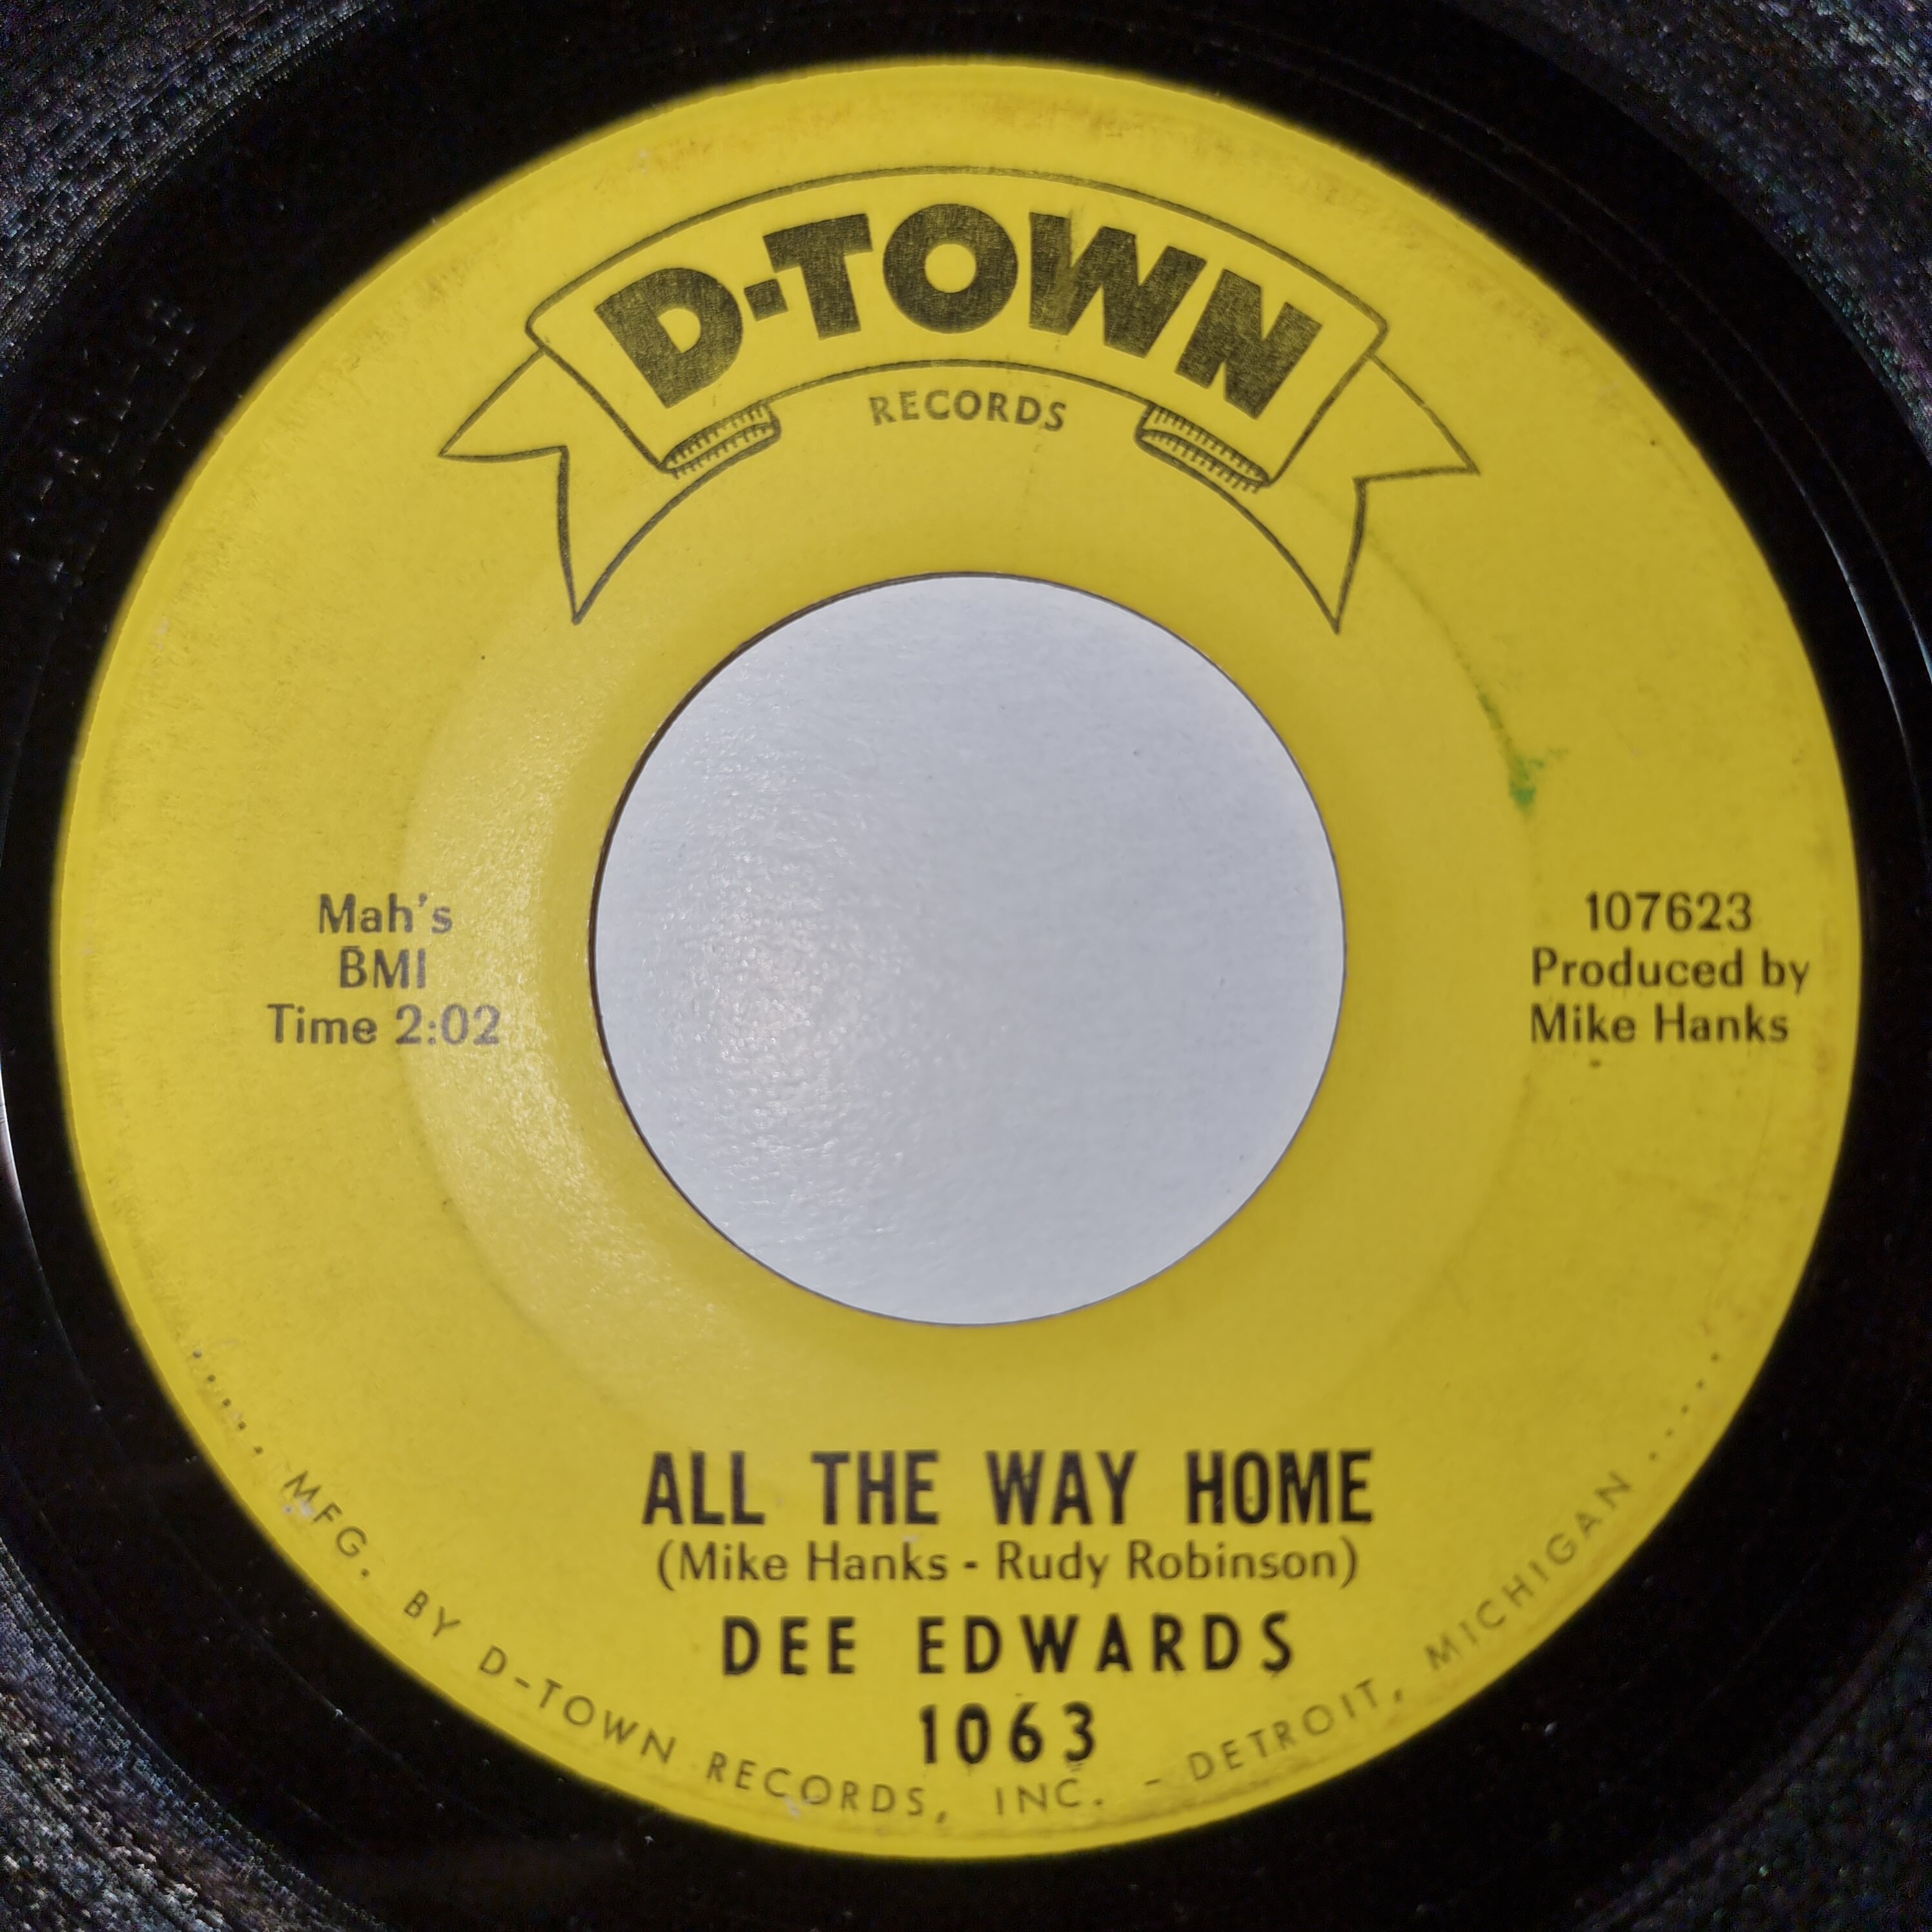 D-TOWN
RECORDS
Mah's
BMI
Time 2:02
107623
Produced by
Mike Hanks
ALL THE WAY HOME
(Mike Hanks - Rudy Robinson)
DEE EDWARDS
1063
...... MFG. BY D-TOWN RECORDS, INC. - DETROIT, MICHIGAN ......